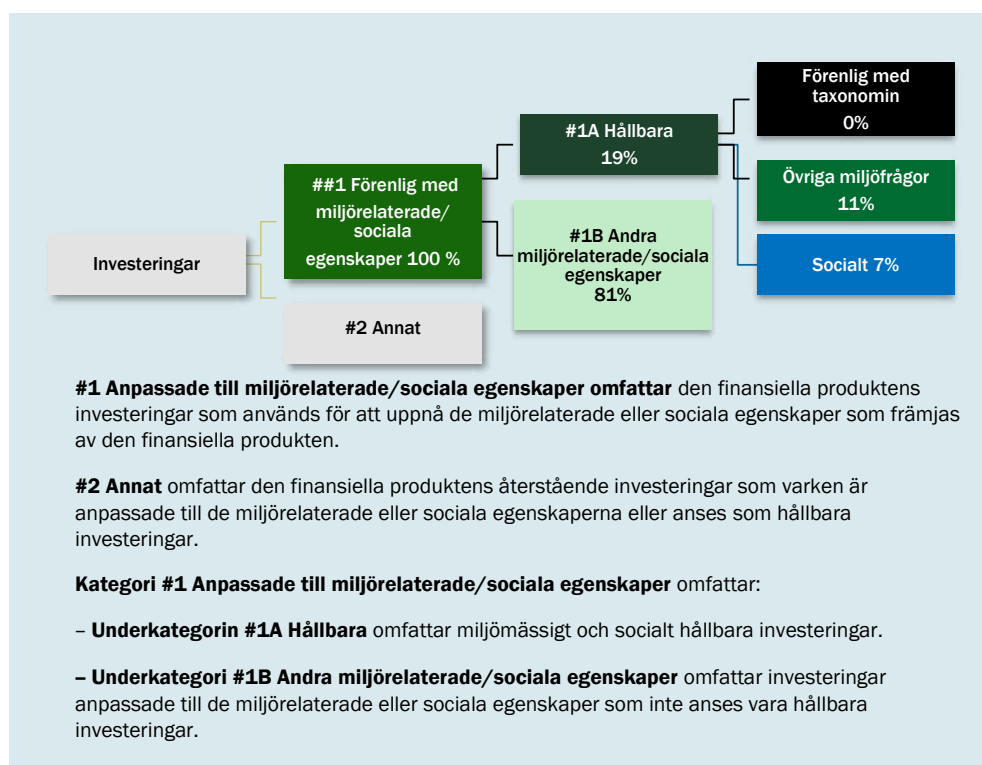 Förenlig med
taxonomin
0%
#1A Hållbara
19%
##1 Förenlig med
miljörelaterade/
sociala
egenskaper 100 %
Övriga miljöfrågor
11%
#1B Andra
miljörelaterade/sociala
egenskaper
81%
Investeringar
Socialt 7%
#2 Annat
#1 Anpassade till miljörelaterade/sociala egenskaper omfattar den finansiella produktens
investeringar som används för att uppnå de miljörelaterade eller sociala egenskaper som främjas
av den finansiella produkten.
#2 Annat omfattar den finansiella produktens återstående investeringar som varken är
anpassade till de miljörelaterade eller sociala egenskaperna eller anses som hållbara
investeringar.
Kategori #1 Anpassade till miljörelaterade/sociala egenskaper omfattar:
– Underkategorin #1A Hållbara omfattar miljömässigt och socialt hållbara investeringar.
– Underkategori #1B Andra miljörelaterade/sociala egenskaper omfattar investeringar
anpassade till de miljörelaterade eller sociala egenskaper som inte anses vara hållbara
investeringar.